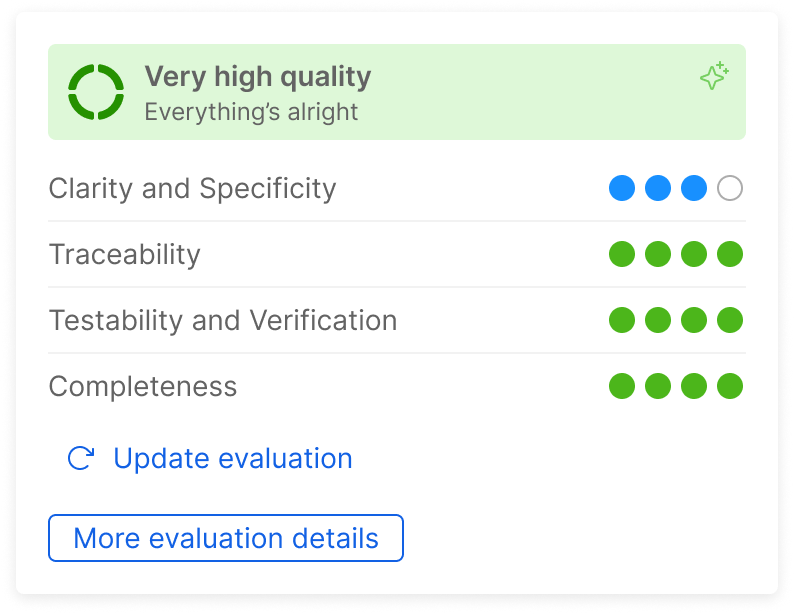 Very high quality
Everything’s alright
Clarity and Specificity
Traceability
Testability and Verification
Completeness
Update evaluation
More evaluation details